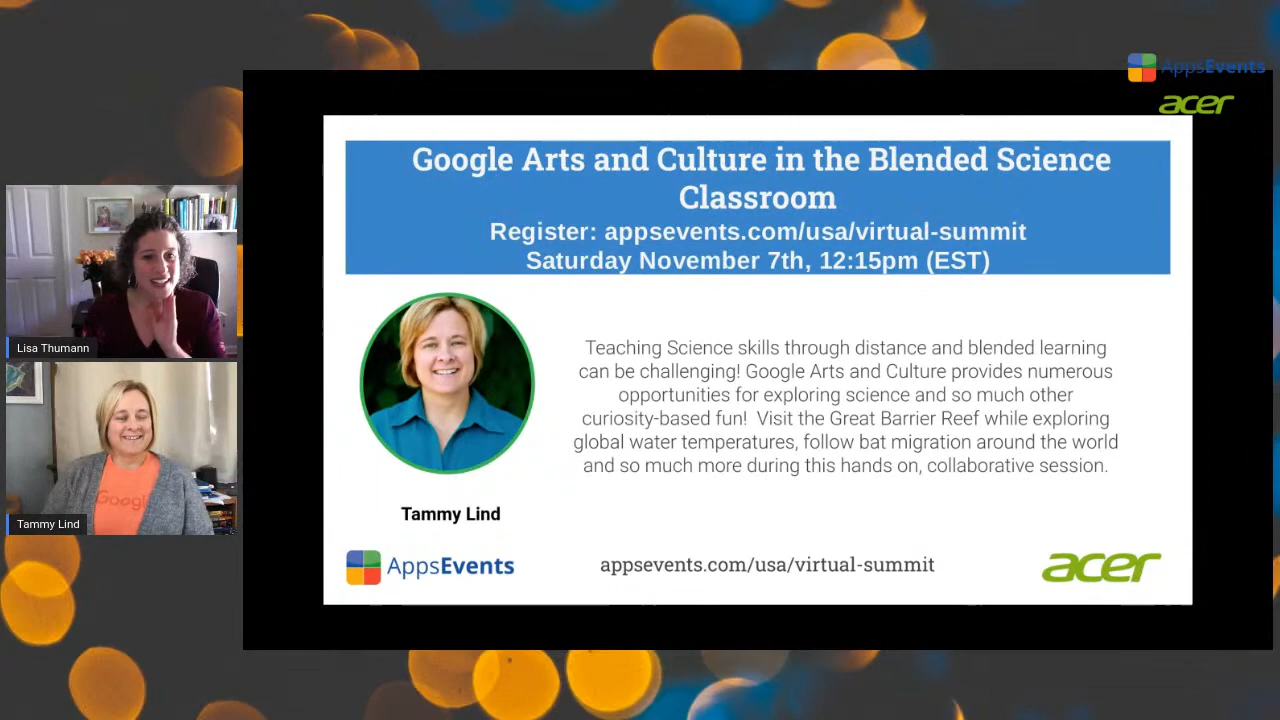 AppsEvents
acer
Google Arts and Culture in the Blended Science
Classroom
Register: appsevents.com/usa/virtual-summit
Saturday November 7th, 12:15pm (EST)
Lisa Thumann
Teaching Science skills through distance and blended learning
can be challenging! Google Arts and Culture provides numerous
opportunities for exploring science and so much other
curiosity-based fun!  Visit the Great Barrier Reef while exploring
global water temperatures, follow bat migration around the world
and so much more during this hands on, collaborative session.
Google
Tammy Lind
Tammy Lind
AppsEvents
appsevents.com/usa/virtual-summit
acer